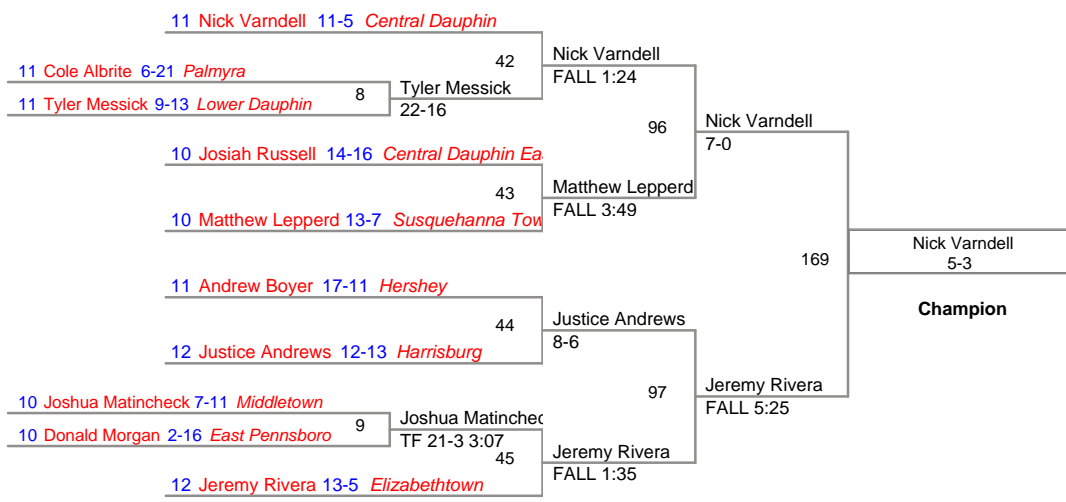 11 Nick Varndell 11-5 Central Dauphin
42
Nick Varndell
FALL 1:24
11 Cole Albrite 6-21 Palmyra
8
Tyler Messick
22-16
11 Tyler Messick 9-13 Lower Dauphin
96
Nick Varndell
7-0
10 Josiah Russell 14-16 Central Dauphin Eas
43
Matthew Lepperd
FALL 3:49
10 Matthew Lepperd 13-7 Susquehanna Tow
169
Nick Varndell
5-3
Champion
11 Andrew Boyer 17-11 Hershey
44
Justice Andrews
8-6
12 Justice Andrews 12-13 Harrisburg
97
Jeremy Rivera
FALL 5:25
10 Joshua Matincheck 7-11 Middletown
9
Joshua Matinchec
TF 21-3 3:07
10 Donald Morgan 2-16 East Pennsboro
45
Jeremy Rivera
FALL 1:35
12 Jeremy Rivera 13-5 Elizabethtown